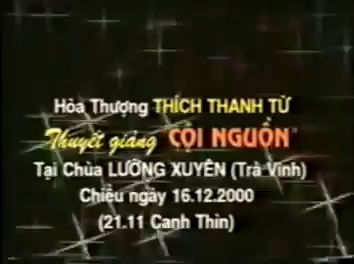 Hòa Thượng THÍCH THANH TỪ
Thuyết giảng CỘI NGUỒN
Tại Chùa LƯỠNG XUYÊN (Trà Vinh)
Chiều ngày 16.12.2000
(21.11 Canh Thìn)